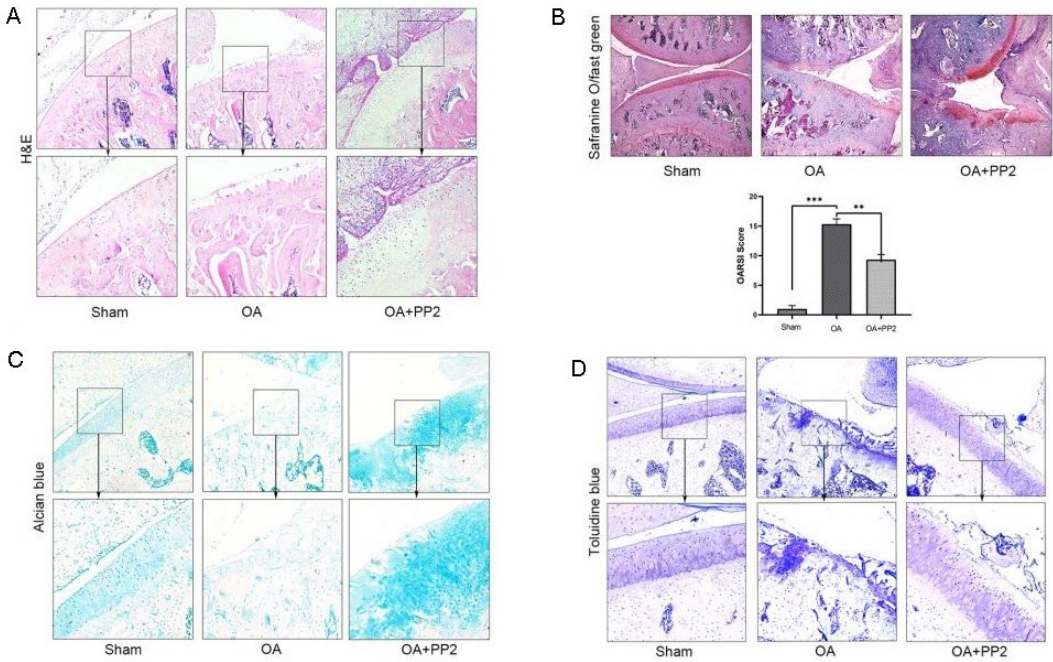 A
H&E
Sham
OA
OA+PP2
B
Safranine O/fast green
Sham
OA
OA+PP2
OARSI Score
20
15
10
5
0
***
**
Sham
OA
OA+PP2
C
Alcian blue
Sham
OA
OA+PP2
D
Toluidine blue
Sham
OA
OA+PP2